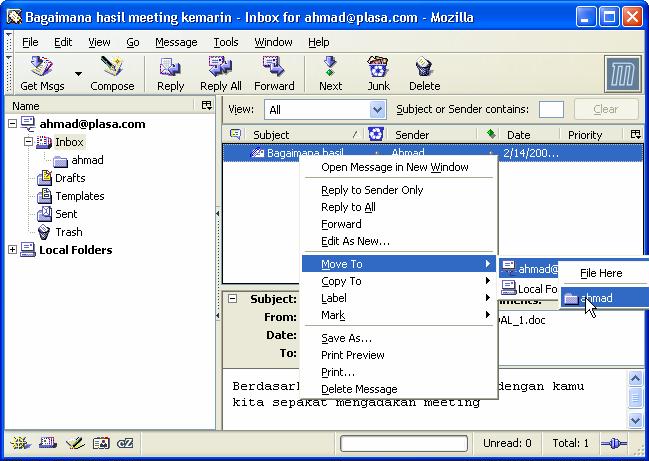 Bagaimana hasil meeting kemarin - Inbox for ahmad@plasa.com - Mozilla
File Edit View Go Message Tools Window Help
Get Msgs Compose Reply Reply All Forward Next Junk Delete
Name
ahmad@plasa.com
Inbox
ahmad
Drafts
Templates
Sent
Trash
Local Folders
View: All Subject or Sender contains: Clear
Subject Sender Date Priority
Bagaimana hasil Ahmad 2/14/200...
Open Message in New Window
Reply to Sender Only
Reply to All
Forward
Edit As New...
Move To
Copy To
Label
Mark
Save As...
Print Preview
Print...
Delete Message
ahmad@
Local Fo
File Here
ahmad
Subject:
From:
Date:
To:
AL_1.doc
Berdasar dengan kamu
kita sepakat mengadakan meeting
Unread: 0 Total: 1